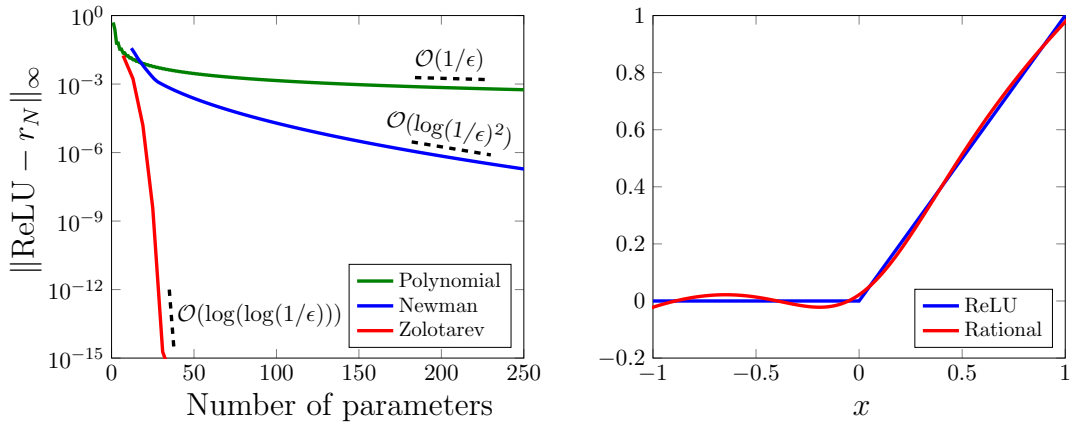 ‖ReLU − r_N‖_∞
10^0
10^−3
10^−6
10^−9
10^−12
10^−15
0 50 100 150 200 250
Number of parameters
O(1/ϵ)
O(log(1/ϵ)^2)
O(log(log(1/ϵ)))
Polynomial
Newman
Zolotarev
1
0.8
0.6
0.4
0.2
0
−0.2
−1 −0.5 0 0.5 1
x
ReLU
Rational